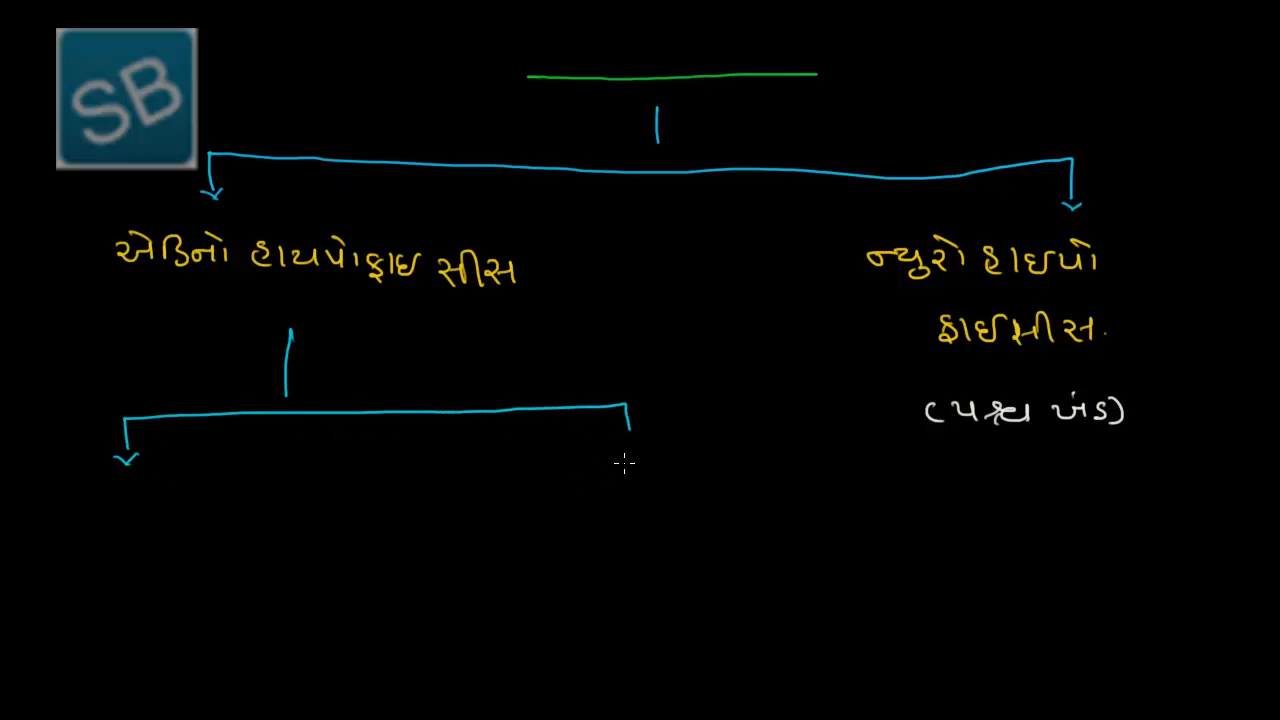 SB
એડિનો હાયપોફાઇ સીસ
ન્યુરો હાઇપો
ફાઈસીસ.
(પશ્ચ ખંડ)